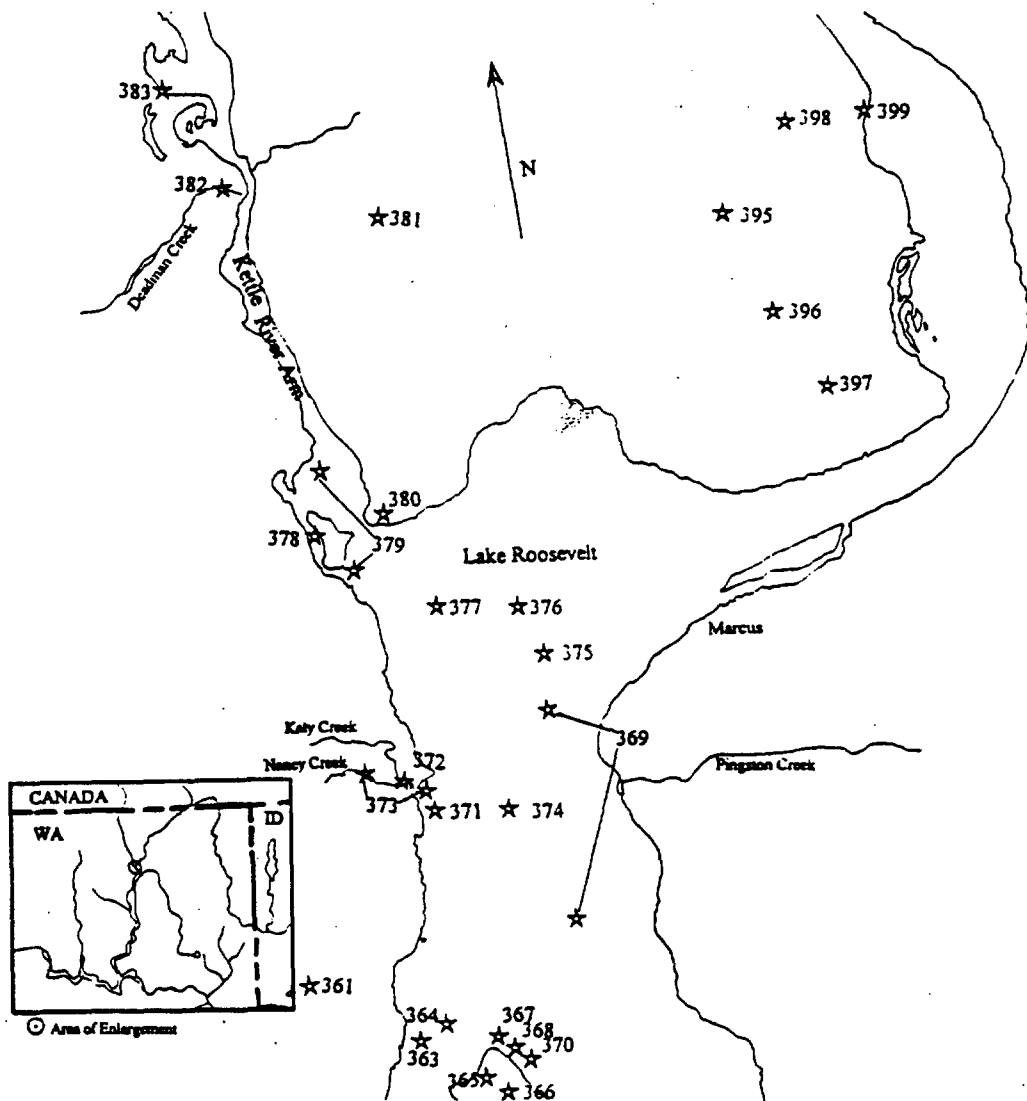 383
398
399
N
382
381
395
Deadman Creek
Kettle River Arm
396
397
380
378
379
Lake Roosevelt
377
376
Marcus
375
Katy Creek
369
Nancy Creek
372
Pingston Creek
373
371
374
CANADA
WA
ID
361
Area of Enlargement
364
367
368
363
370
365
366